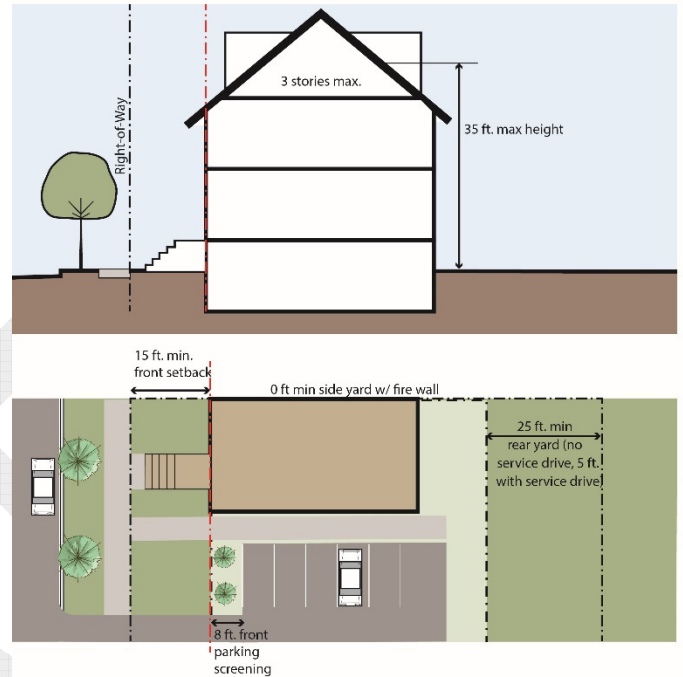 Right-of-Way
3 stories max.
35 ft. max height
15 ft. min.
front setback
0 ft min side yard w/ fire wall
25 ft. min
rear yard (no
service drive, 5 ft.
with service drive
8 ft. front
parking
screening